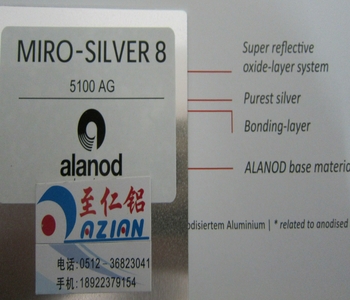 MIRO-SILVER 8
5100 AG
alanod
Super reflective
oxide-layer system
Purest silver
Bonding-layer
ALANOD base materia
odisiertem Aluminium | * related to anodised
至仁铝
AZIAN
电话:0512-36823041
手机:18922379154